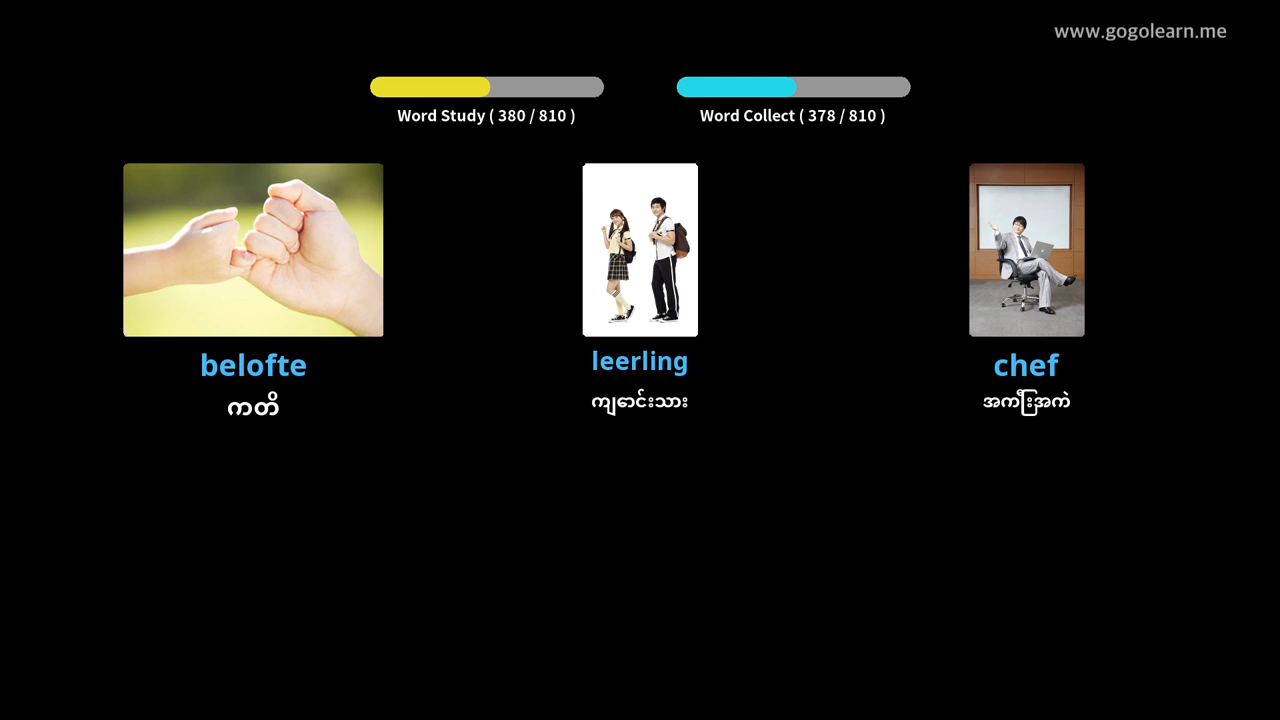 www.gogolearn.me
Word Study ( 380 / 810 )
Word Collect ( 378 / 810 )
belofte
leerling
chef
ကတိ
ကျောင်းသား
အကြီးအကဲ